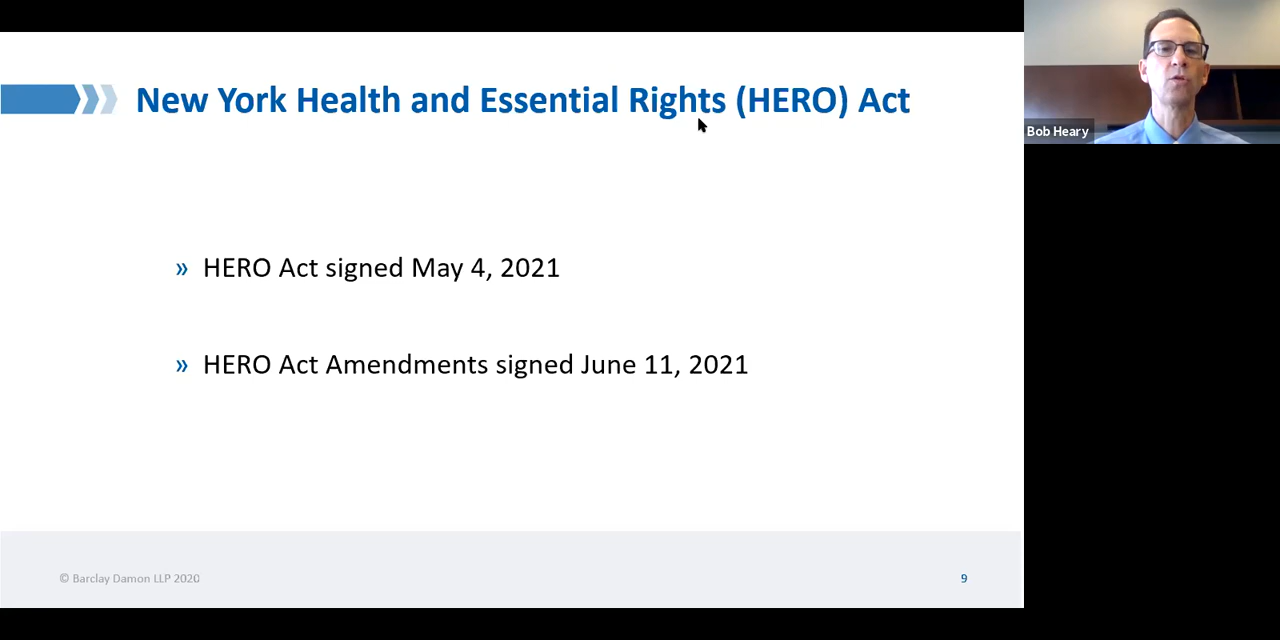 New York Health and Essential Rights (HERO) Act
Bob Heary
» HERO Act signed May 4, 2021
» HERO Act Amendments signed June 11, 2021
© Barclay Damon LLP 2020
9